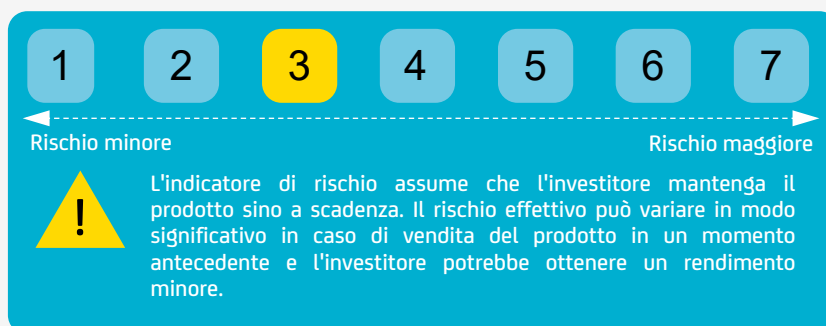 1 2 3 4 5 6 7
Rischio minore Rischio maggiore
!
L'indicatore di rischio assume che l'investitore mantenga il
prodotto sino a scadenza. Il rischio effettivo può variare in modo
significativo in caso di vendita del prodotto in un momento
antecedente e l'investitore potrebbe ottenere un rendimento
minore.